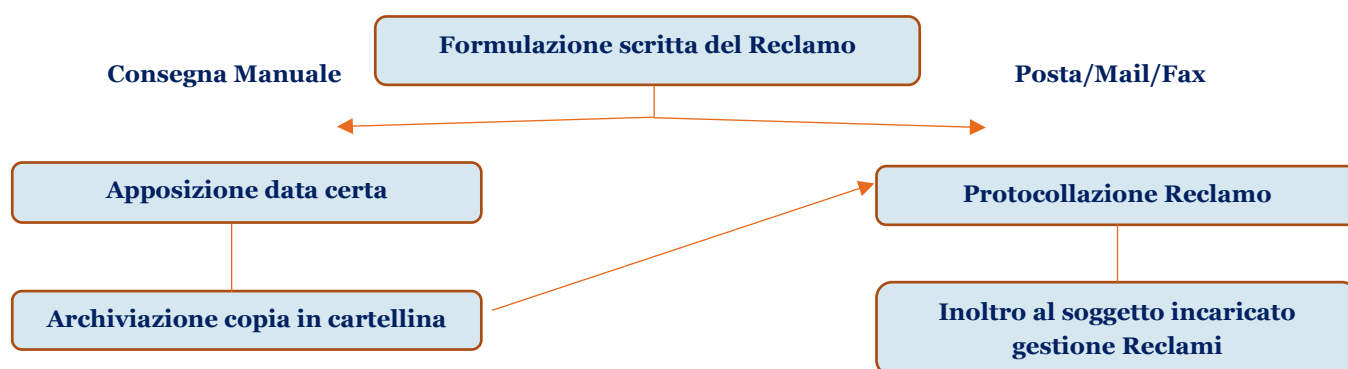 Formulazione scritta del Reclamo
Consegna Manuale
Posta/Mail/Fax
Apposizione data certa
Protocollazione Reclamo
Archiviazione copia in cartellina
Inoltro al soggetto incaricato
gestione Reclami